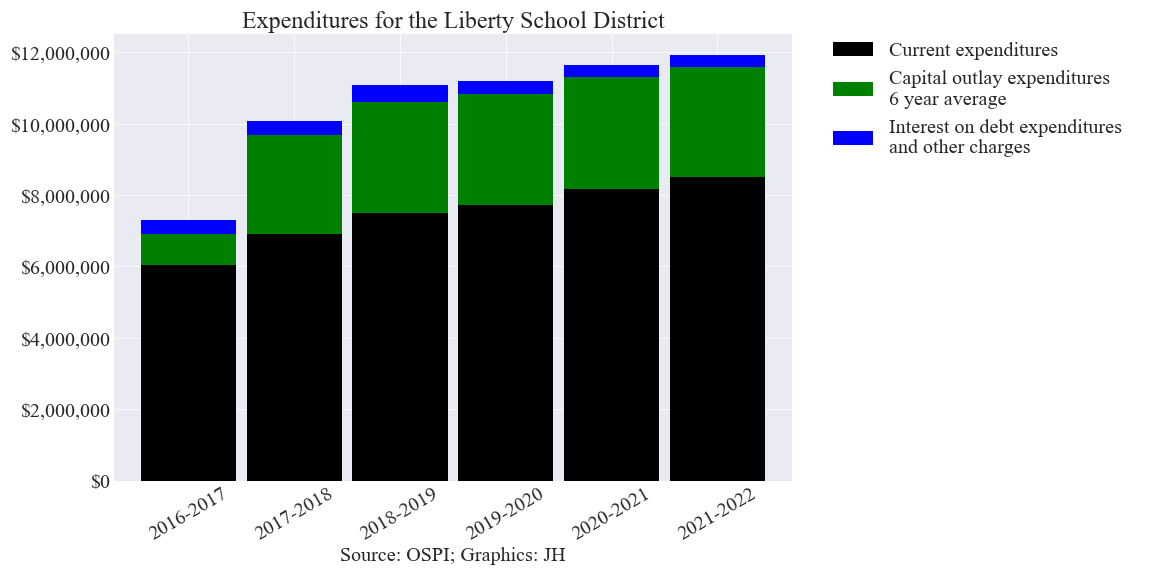 Expenditures for the Liberty School District
$12,000,000
$10,000,000
$8,000,000
$6,000,000
$4,000,000
$2,000,000
$0
2016-2017
2017-2018
2018-2019
2019-2020
2020-2021
2021-2022
Source: OSPI; Graphics: JH
Current expenditures
Capital outlay expenditures
6 year average
Interest on debt expenditures
and other charges